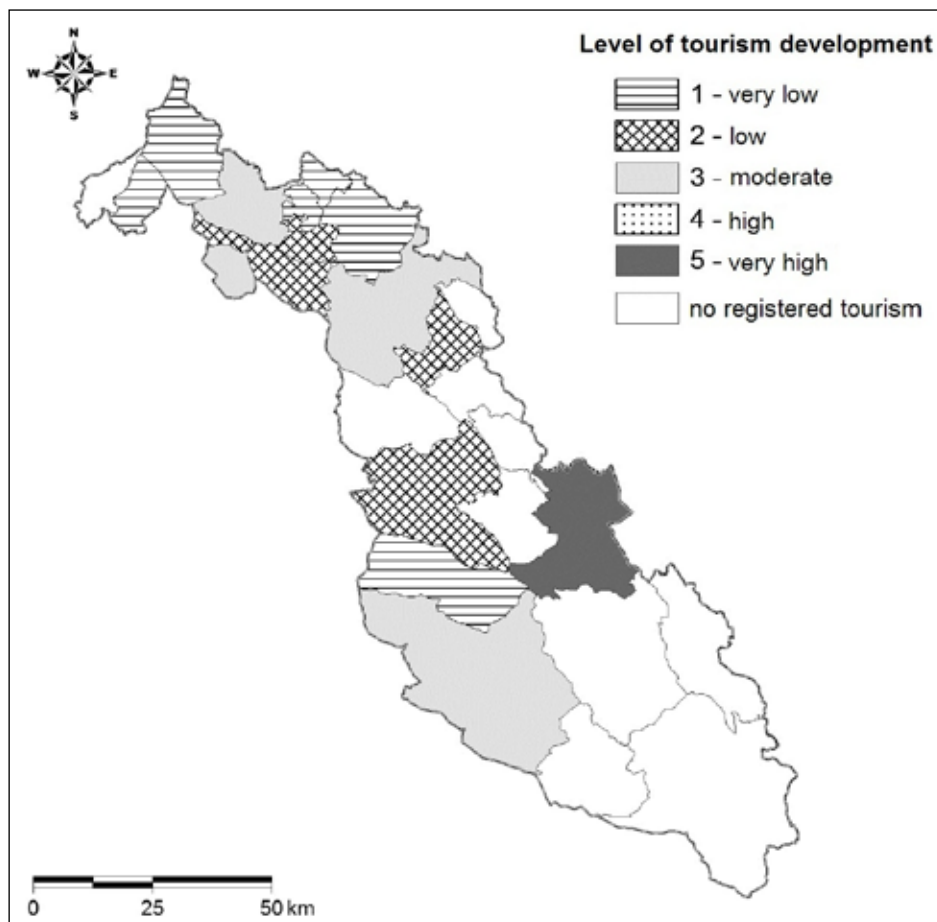 N
W E
S
Level of tourism development
1 - very low
2 - low
3 - moderate
4 - high
5 - very high
no registered tourism
0 25 50 km